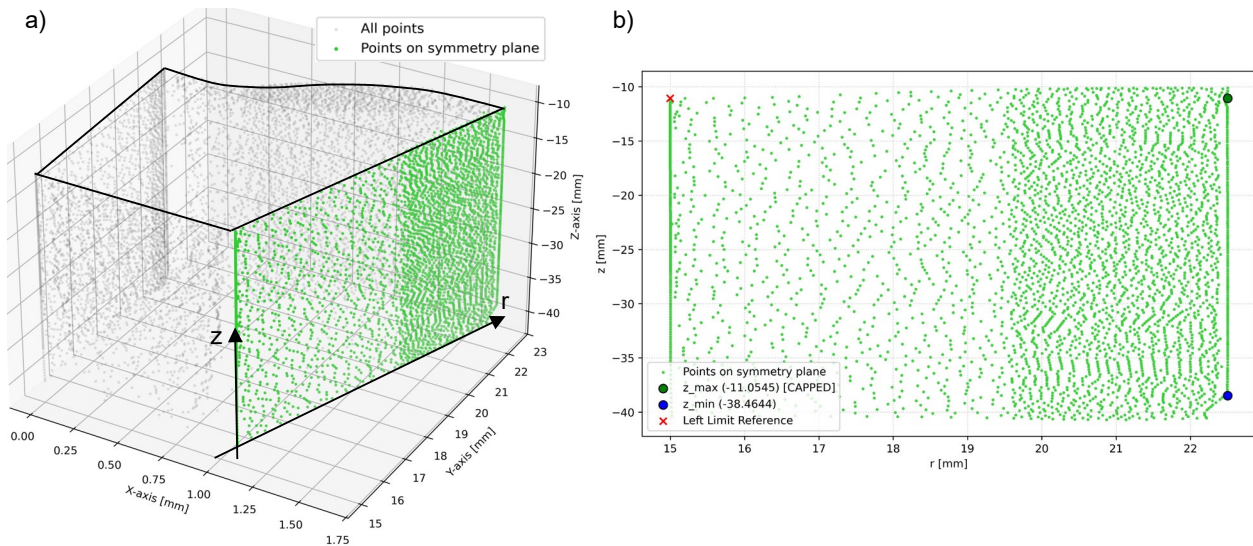 a)
All points
Points on symmetry plane
−10
−15
−20
−25
−30
−35
−40
Z-axis [mm]
z
r
0.00
0.25
0.50
0.75
1.00
1.25
1.50
1.75
X-axis [mm]
15
16
17
18
19
20
21
22
23
Y-axis [mm]
b)
−10
−15
−20
−25
−30
−35
−40
z [mm]
Points on symmetry plane
z_max (-11.0545) [CAPPED]
z_min (-38.4644)
Left Limit Reference
15 16 17 18 19 20 21 22
r [mm]